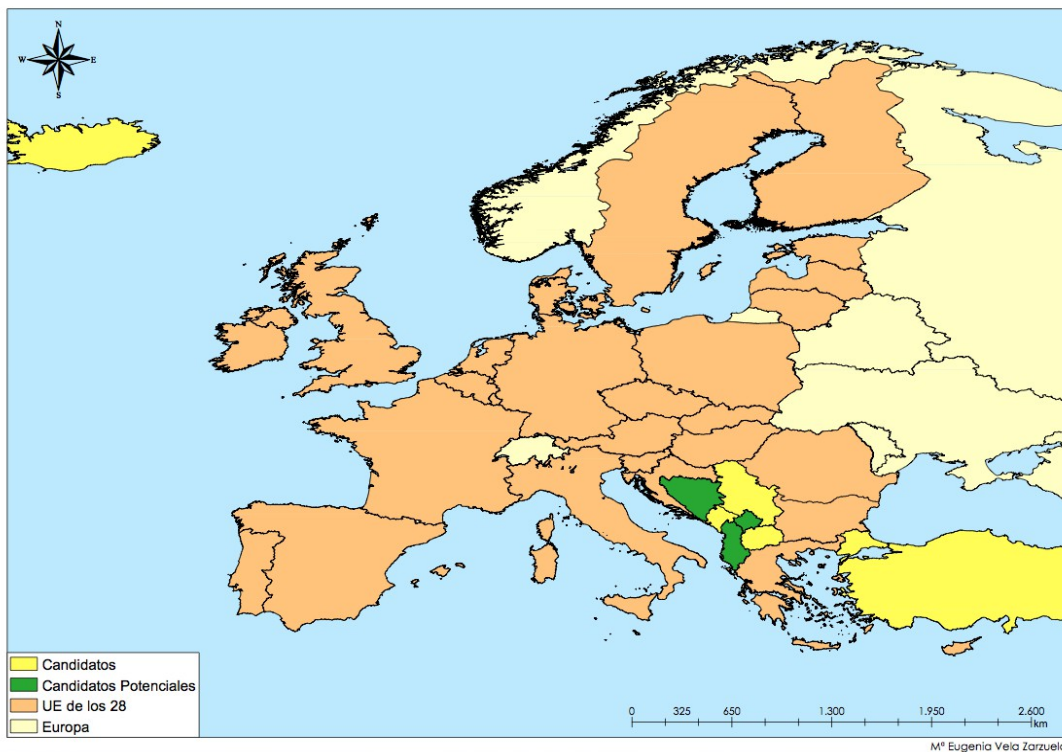 N
W E
S
Candidatos
Candidatos Potenciales
UE de los 28
Europa
0 325 650 1.300 1.950 2.600
km
Mª Eugenia Vela Zarzuela